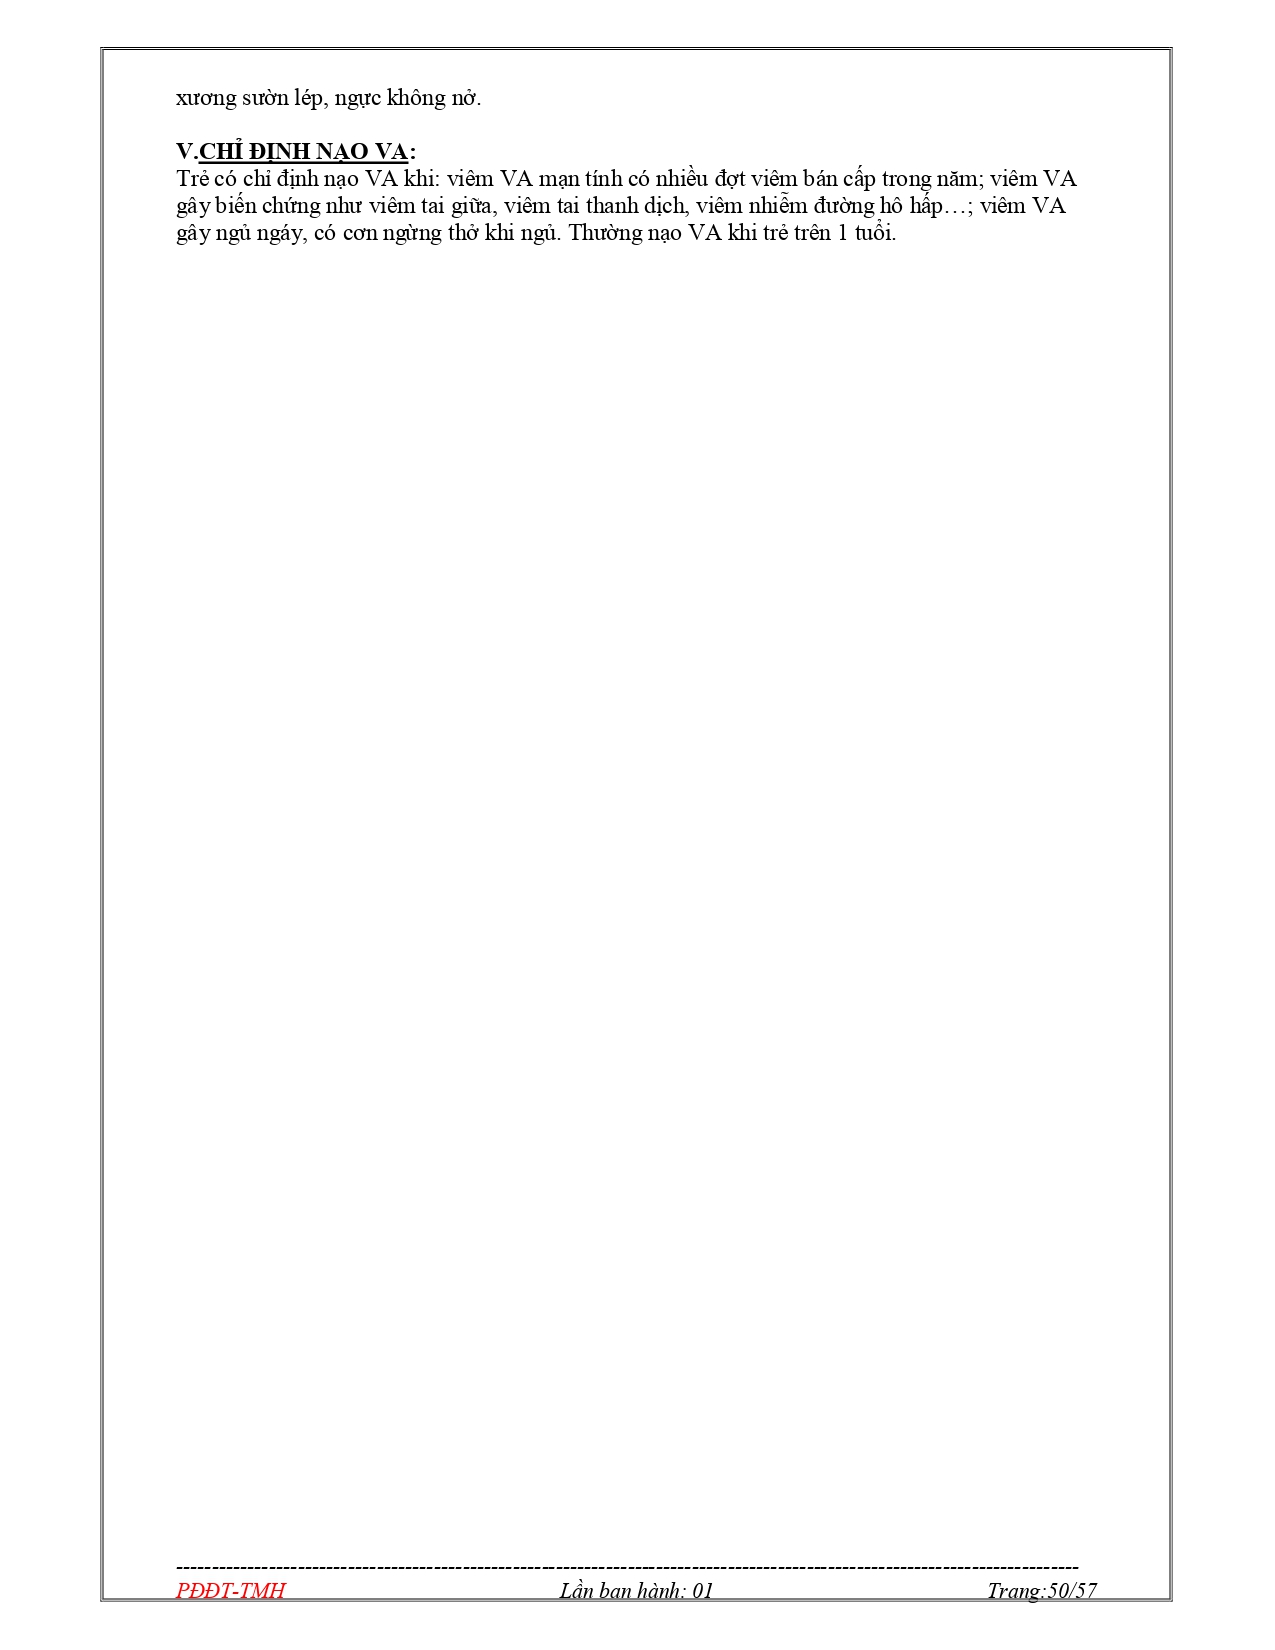 xương sườn lép, ngực không nở.
V.CHỈ ĐỊNH NẠO VA:
Trẻ có chỉ định nạo VA khi: viêm VA mạn tính có nhiều đợt viêm bán cấp trong năm; viêm VA
gây biến chứng như viêm tai giữa, viêm tai thanh dịch, viêm nhiễm đường hô hấp…; viêm VA
gây ngủ ngáy, có cơn ngừng thở khi ngủ. Thường nạo VA khi trẻ trên 1 tuổi.
--------------------------------------------------------------------------------------------------------------------------------
PĐĐT-TMH Lần ban hành: 01 Trang:50/57